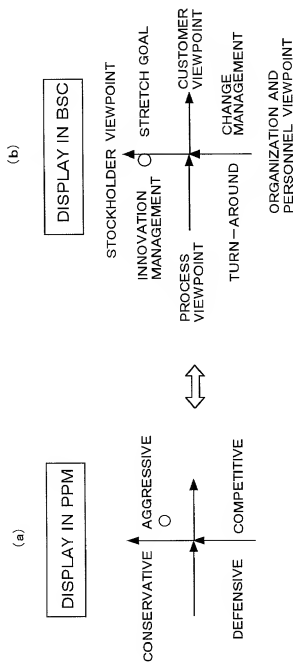 (a)
DISPLAY IN PPM
CONSERVATIVE
AGGRESSIVE
DEFENSIVE
COMPETITIVE
(b)
DISPLAY IN BSC
STOCKHOLDER VIEWPOINT
INNOVATION
MANAGEMENT
STRETCH GOAL
PROCESS
VIEWPOINT
CUSTOMER
VIEWPOINT
TURN-AROUND
CHANGE
MANAGEMENT
ORGANIZATION AND
PERSONNEL VIEWPOINT